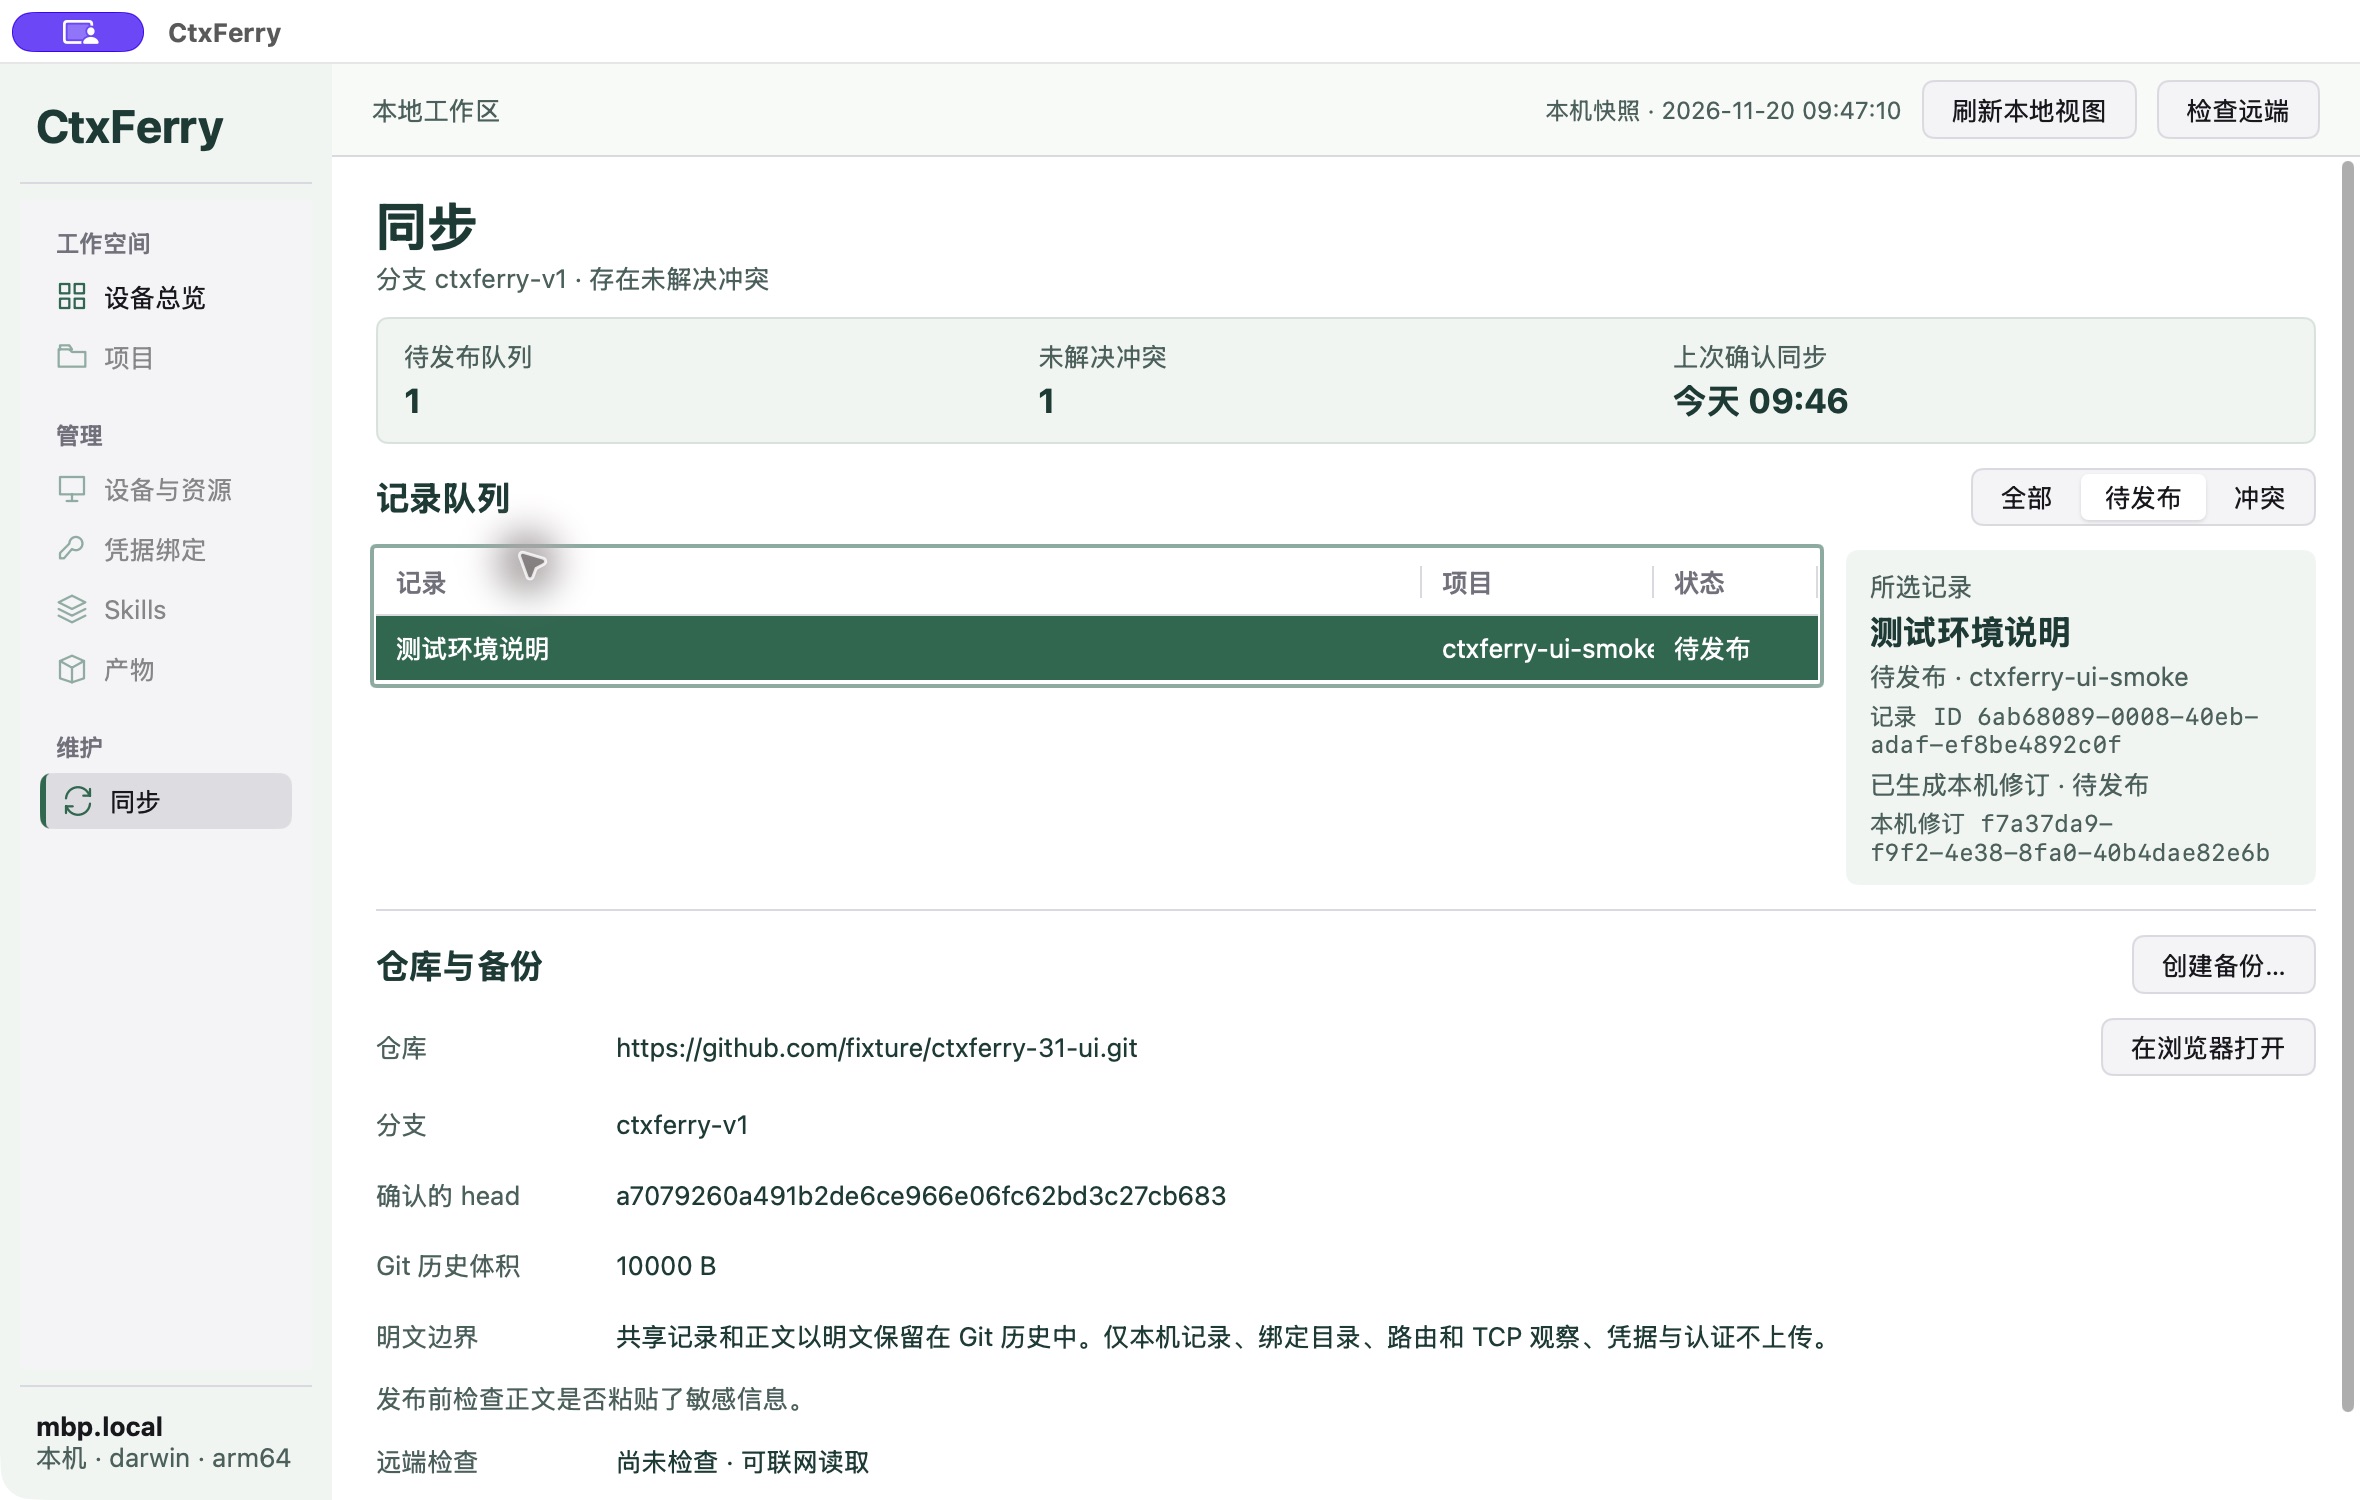 CtxFerry
CtxFerry
工作空间
设备总览
项目
管理
设备与资源
凭据绑定
Skills
产物
维护
同步
mbp.local
本机 · darwin · arm64
本地工作区
本机快照 · 2026-11-20 09:47:10
刷新本地视图
检查远端
同步
分支 ctxferry-v1 · 存在未解决冲突
待发布队列
1
未解决冲突
1
上次确认同步
今天 09:46
记录队列
全部
待发布
冲突
记录
项目
状态
测试环境说明
ctxferry-ui-smoke
待发布
所选记录
测试环境说明
待发布 · ctxferry-ui-smoke
记录 ID 6ab68089-0008-40eb-
adaf-ef8be4892c0f
已生成本机修订 · 待发布
本机修订 f7a37da9-
f9f2-4e38-8fa0-40b4dae82e6b
仓库与备份
创建备份...
仓库
https://github.com/fixture/ctxferry-31-ui.git
在浏览器打开
分支
ctxferry-v1
确认的 head
a7079260a491b2de6ce966e06fc62bd3c27cb683
Git 历史体积
10000 B
明文边界
共享记录和正文以明文保留在 Git 历史中。仅本机记录、绑定目录、路由和 TCP 观察、凭据与认证不上传。
发布前检查正文是否粘贴了敏感信息。
远端检查
尚未检查 · 可联网读取